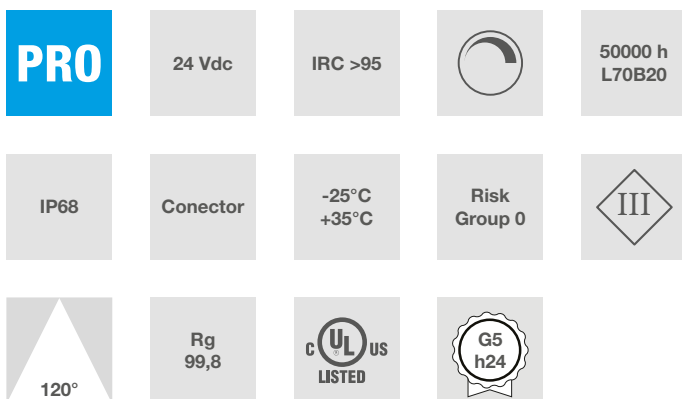 PRO
24 Vdc
IRC >95
50000 h
L70B20
IP68
Conector
-25°C
+35°C
Risk
Group 0
III
120°
Rg
99,8
C UL US
LISTED
G5
h24